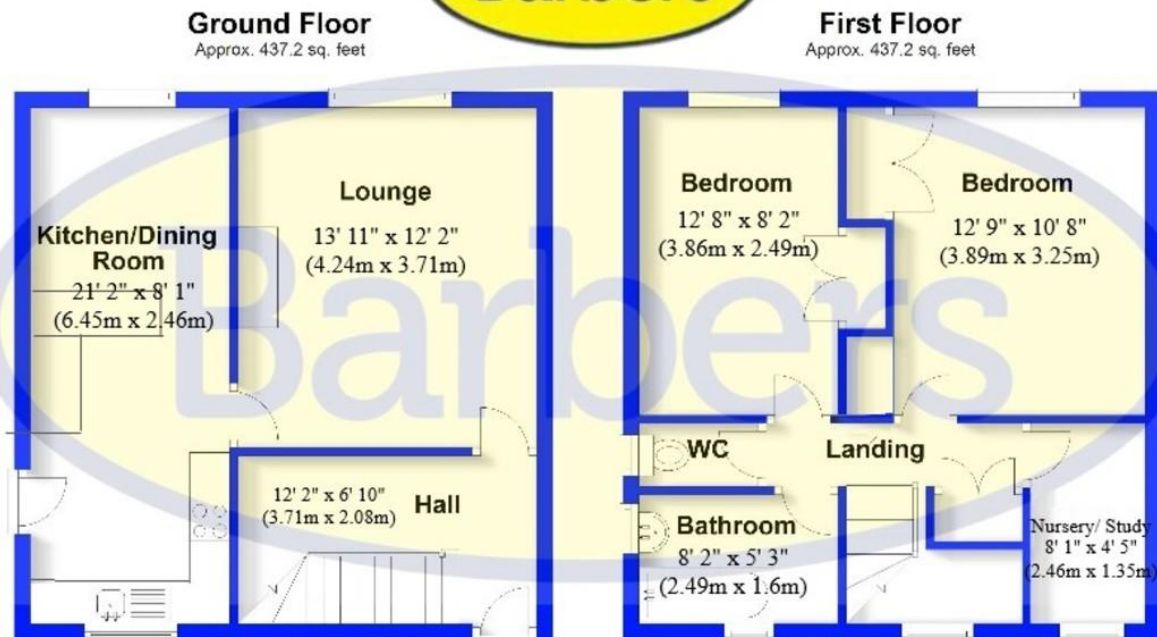 Barbers
Ground Floor
Approx. 437.2 sq. feet
Kitchen/Dining
Room
21' 2" x 8' 1"
(6.45m x 2.46m)
Lounge
13' 11" x 12' 2"
(4.24m x 3.71m)
12' 2" x 6' 10"
(3.71m x 2.08m)
Hall
First Floor
Approx. 437.2 sq. feet
Bedroom
12' 8" x 8' 2"
(3.86m x 2.49m)
Bedroom
12' 9" x 10' 8"
(3.89m x 3.25m)
WC
Landing
Bathroom
8' 2" x 5' 3"
(2.49m x 1.6m)
Nursery/ Study
8' 1" x 4' 5"
(2.46m x 1.35m)
Barbers